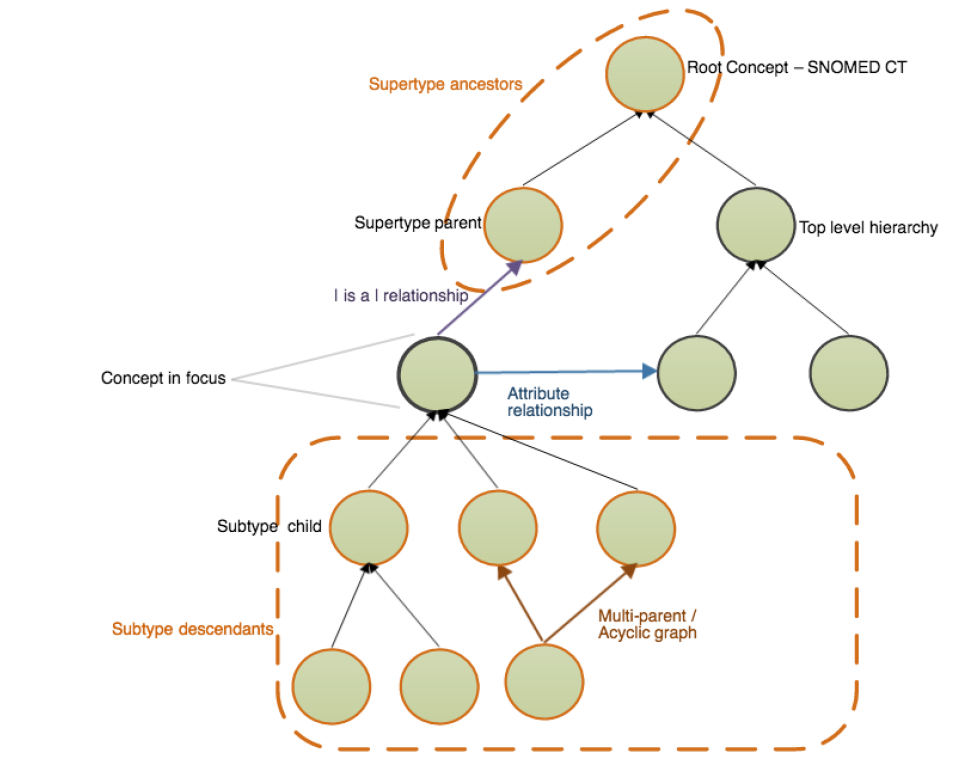 Root Concept – SNOMED CT
Supertype ancestors
Supertype parent
Top level hierarchy
I is a I relationship
Concept in focus
Attribute
relationship
Subtype child
Multi-parent /
Acyclic graph
Subtype descendants